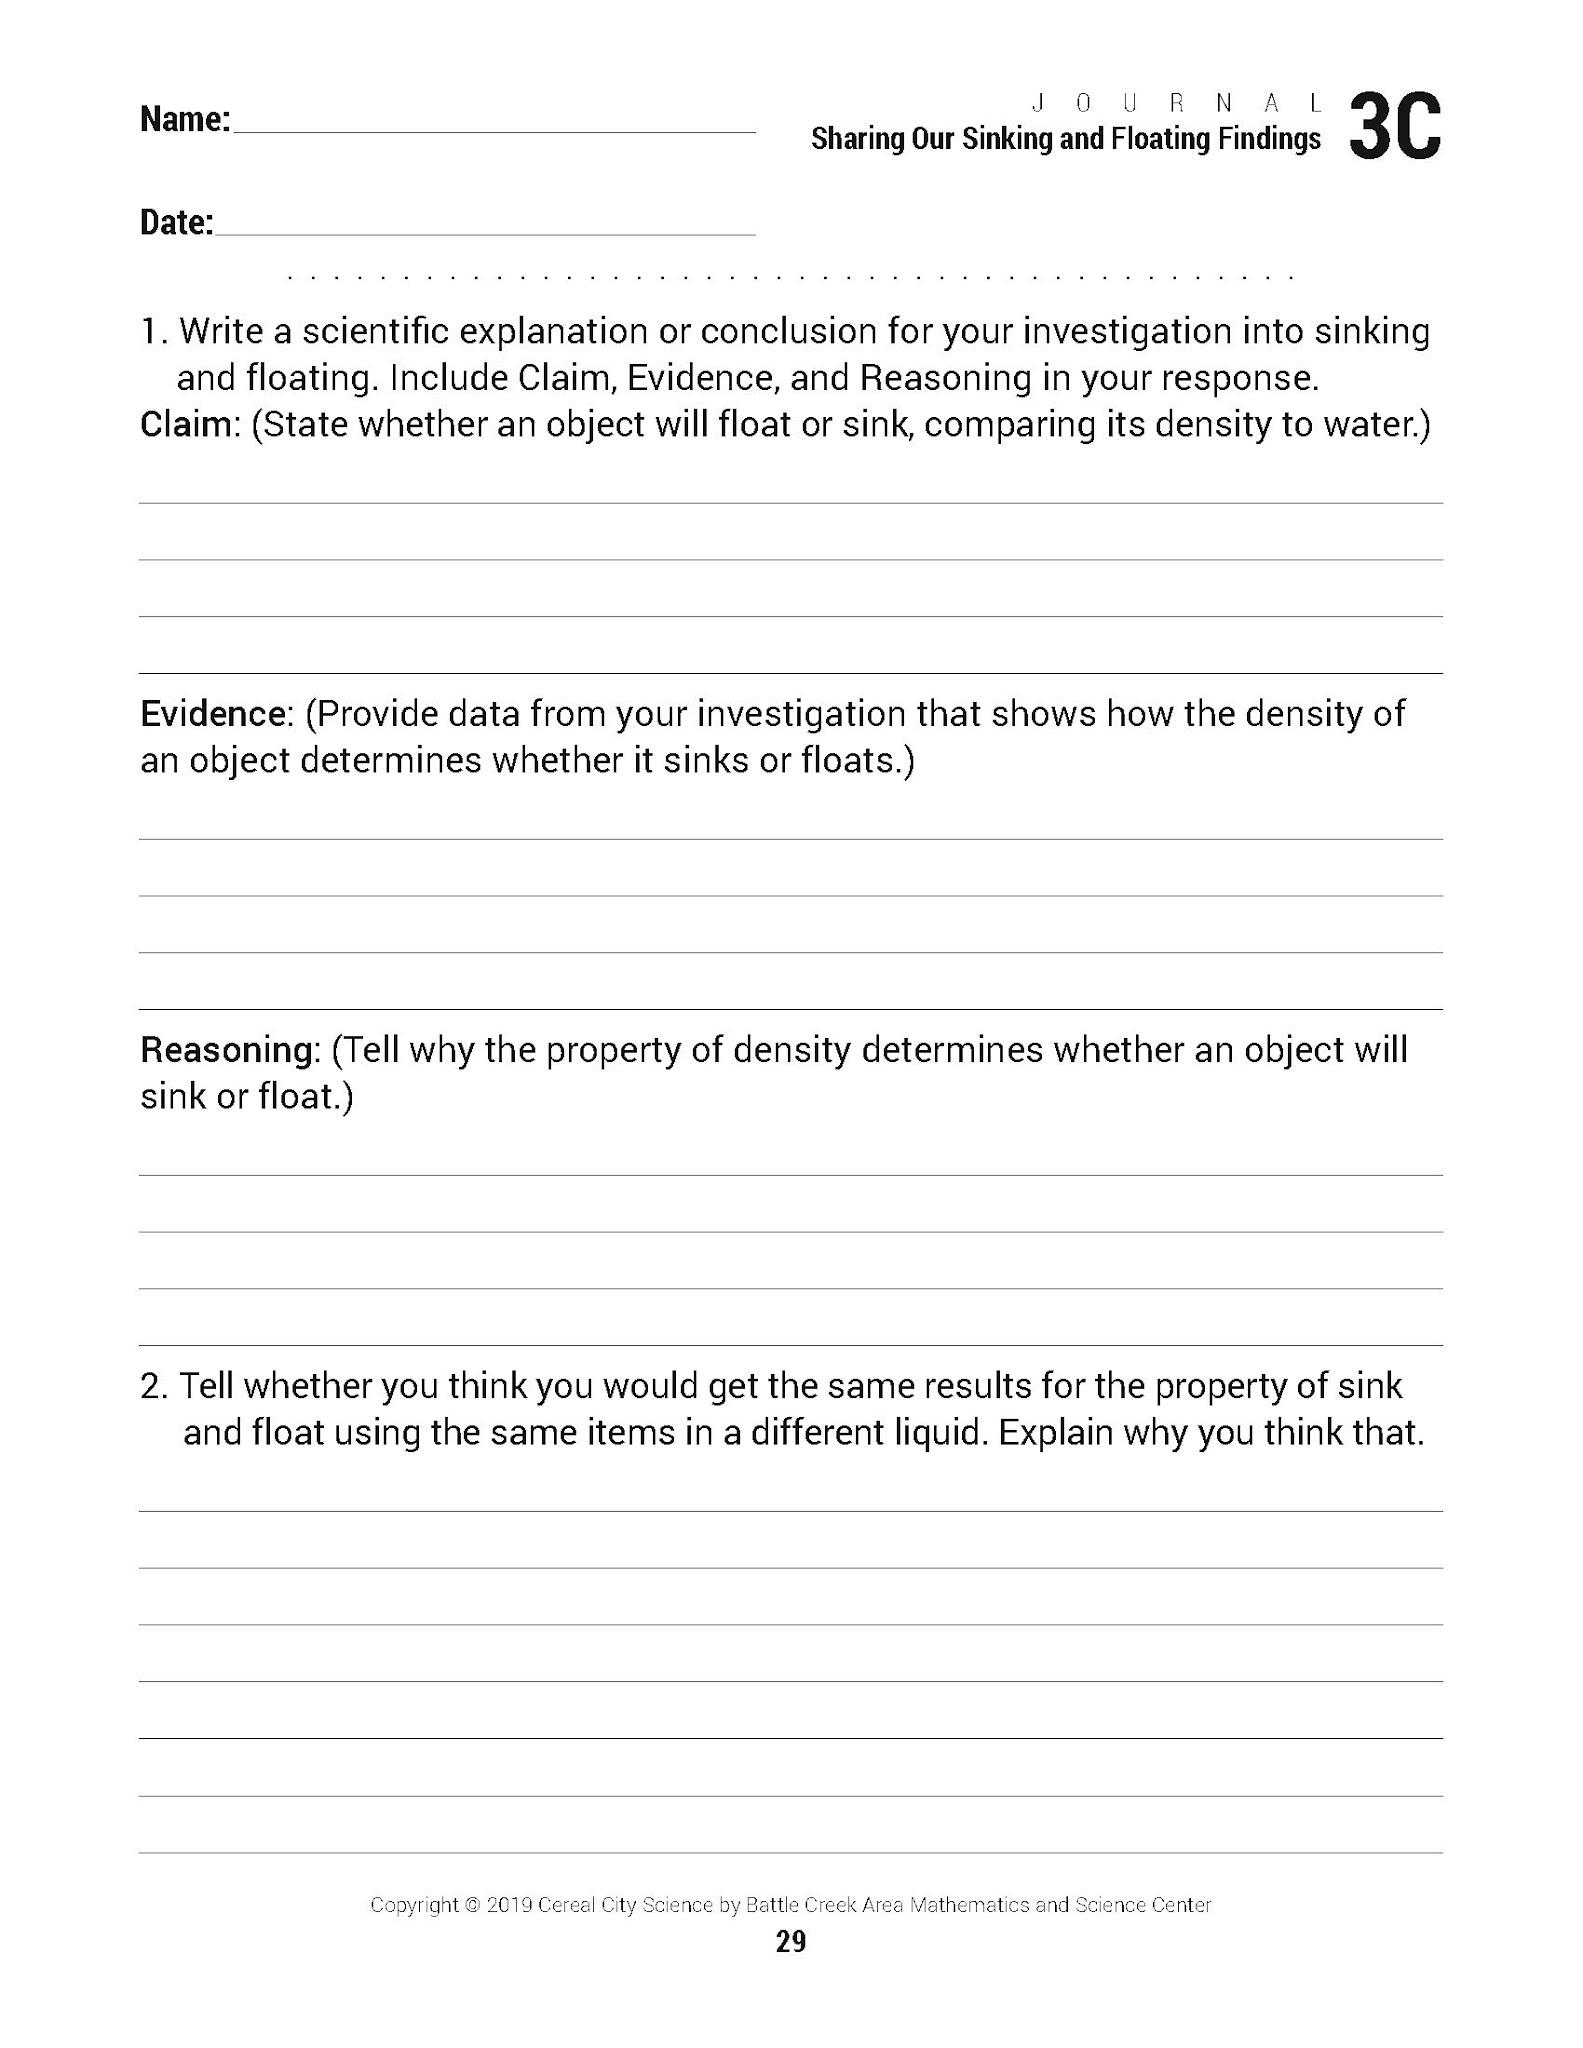 Name:
JOURNAL 3C
Sharing Our Sinking and Floating Findings
Date:
1. Write a scientific explanation or conclusion for your investigation into sinking
and floating. Include Claim, Evidence, and Reasoning in your response.
Claim: (State whether an object will float or sink, comparing its density to water.)
Evidence: (Provide data from your investigation that shows how the density of
an object determines whether it sinks or floats.)
Reasoning: (Tell why the property of density determines whether an object will
sink or float.)
2. Tell whether you think you would get the same results for the property of sink
and float using the same items in a different liquid. Explain why you think that.
Copyright © 2019 Cereal City Science by Battle Creek Area Mathematics and Science Center
29